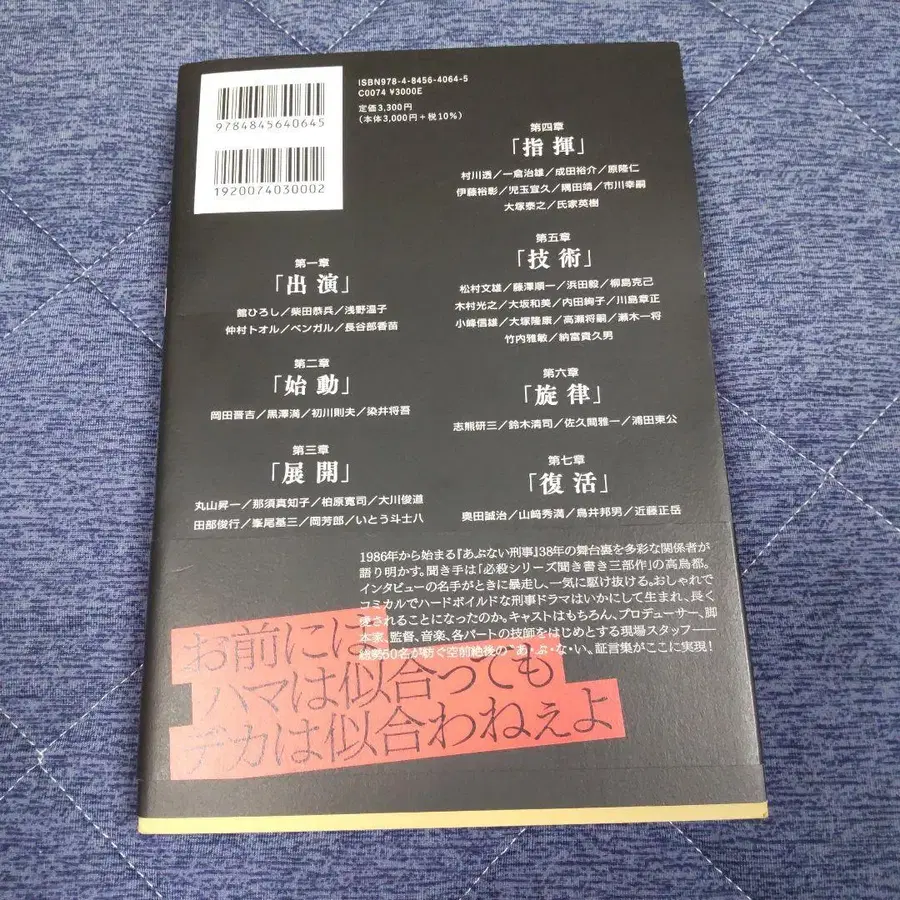 ISBN978-4-8456-4064-5
C0074 ¥3000E
定価3,300円
(本体3,000円+税10%)
9784845640645
1920074030002
第一章
「出演」
舘ひろし／柴田恭兵／浅野温子
仲村トオル／ベンガル／長谷部香苗
第二章
「始動」
岡田晋吉／黒澤満／初川則夫／染井将吾
第三章
「展開」
丸山昇一／那須真知子／柏原寛司／大川俊道
田部俊行／峯尾基三／岡芳郎／いとう斗士八
第四章
「指揮」
村川透／一倉治雄／成田裕介／原隆仁
伊藤裕彰／児玉宜久／隅田靖／市川幸嗣
大塚泰之／氏家英樹
第五章
「技術」
松村文雄／藤澤順一／浜田毅／柳島克己
木村光之／大坂和美／内田絢子／川島章正
小峰信雄／大塚隆康／高瀬将嗣／瀬木一将
竹内雅敏／納富貴久男
第六章
「旋律」
志熊研三／鈴木清司／佐久間雅一／浦田東公
第七章
「復活」
奥田誠治／山﨑秀満／鳥井邦男／近藤正岳
1986年から始まる『あぶない刑事』38年の舞台裏を多彩な関係者が
語り明かす。聞き手は「必殺シリーズ聞き書き三部作」の高鳥都。
インタビューの名手がときに暴走し、一気に駆け抜ける。おしゃれで
コミカルでハードボイルドな刑事ドラマはいかにして生まれ、長く
愛されることになったのか。キャストはもちろん、プロデューサー、脚
本家、監督、音楽、各パートの技師をはじめとする現場スタッフ──
総勢50名が紡ぐ空前絶後の“あ・ぶ・な・い、証言集がここに実現！
お前には
ハマは似合っても
デカは似合わねぇよ